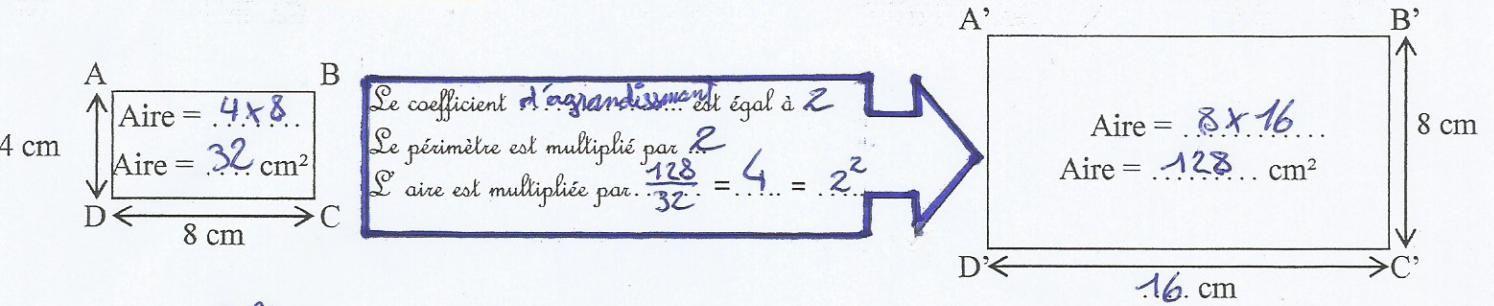 A B
4 cm
Aire = 4 x 8
Aire = 32 cm²
D C
8 cm
Le coefficient d'agrandissment est égal à 2
Le périmètre est multiplié par 2
L' aire est multipliée par 128/32 = 4 = 2²
A' B'
Aire = 8 x 16
Aire = 128 cm²
8 cm
D' C'
16 cm